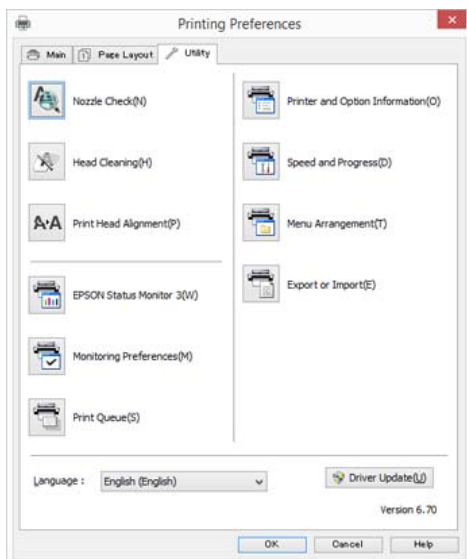 Printing Preferences
Main
Page Layout
Utility
Nozzle Check(N)
Head Cleaning(H)
Print Head Alignment(P)
EPSON Status Monitor 3(W)
Monitoring Preferences(M)
Print Queue(S)
Printer and Option Information(O)
Speed and Progress(D)
Menu Arrangement(T)
Export or Import(E)
Language :
English (English)
Driver Update(U)
Version 6.70
OK
Cancel
Help